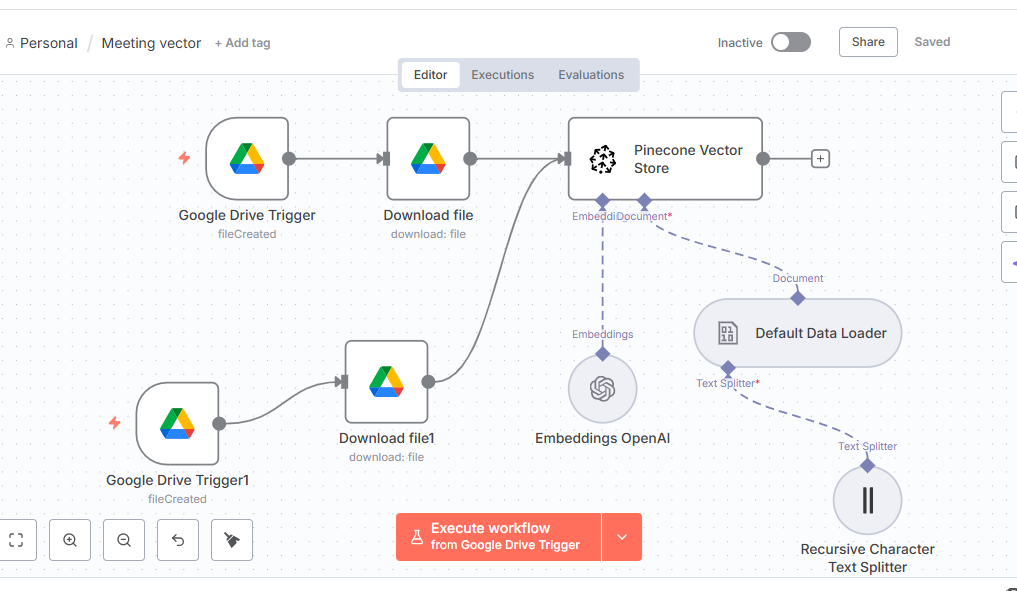 Personal / Meeting vector + Add tag
Inactive
Share
Saved
Editor
Executions
Evaluations
Google Drive Trigger
fileCreated
Download file
download: file
Pinecone Vector
Store
+
Embeddi
Document*
Document
Default Data Loader
Embeddings
Embeddings OpenAI
Text Splitter*
Text Splitter
Recursive Character
Text Splitter
Download file1
download: file
Google Drive Trigger1
fileCreated
Execute workflow
from Google Drive Trigger